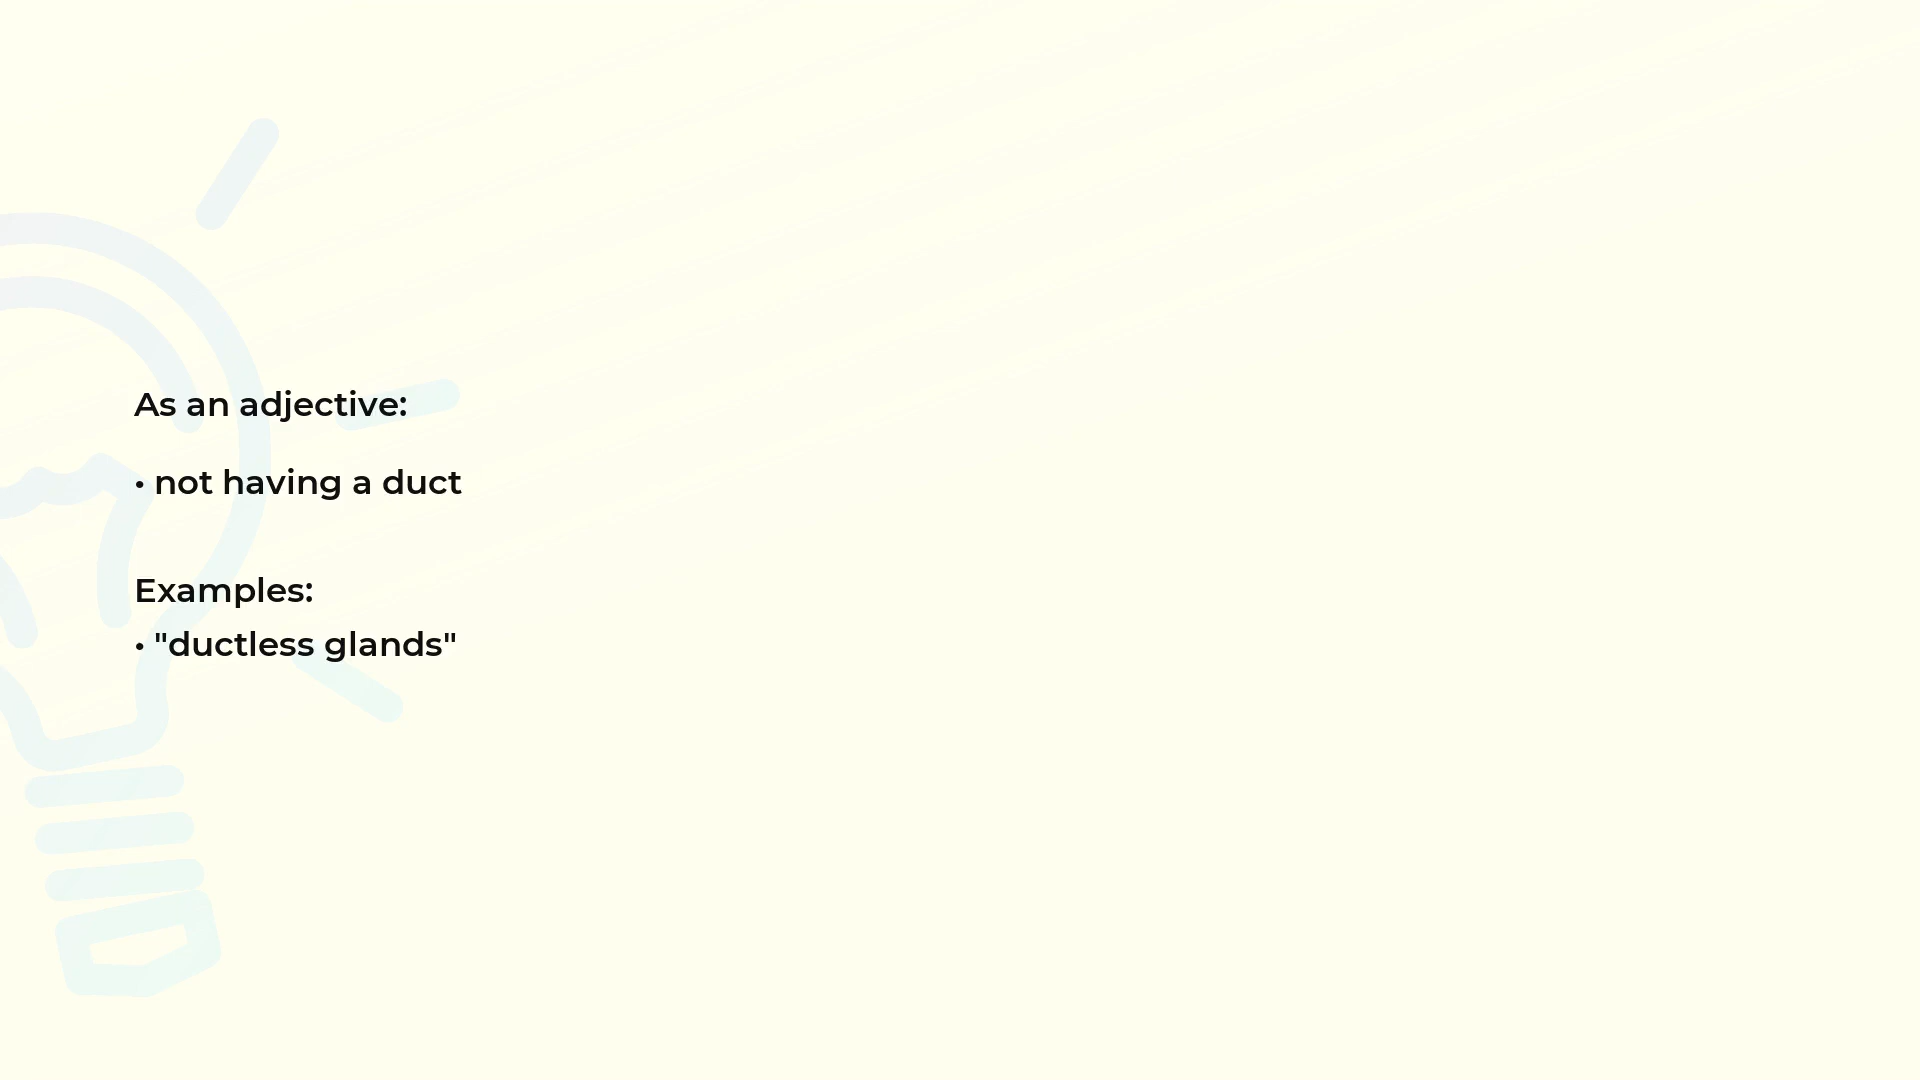 As an adjective:
• not having a duct
Examples:
• "ductless glands"